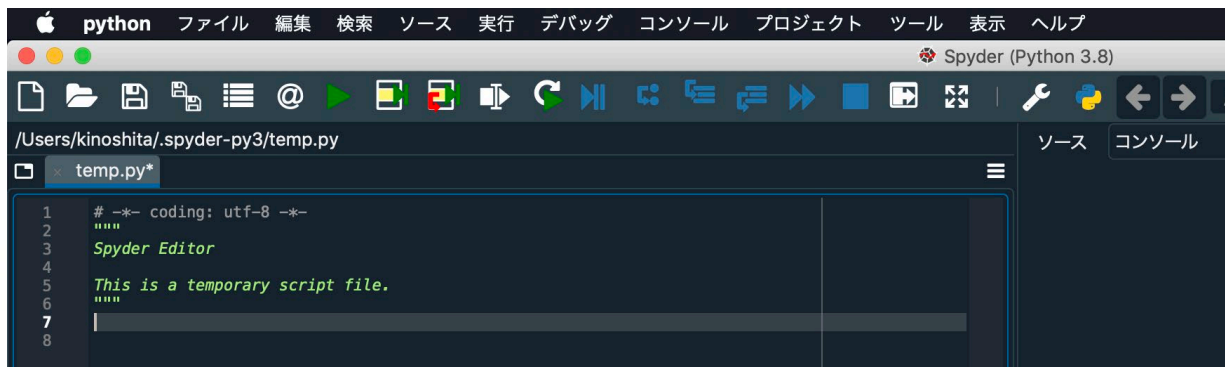 python ファイル 編集 検索 ソース 実行 デバッグ コンソール プロジェクト ツール 表示 ヘルプ
Spyder (Python 3.8)
@
/Users/kinoshita/.spyder-py3/temp.py
ソース コンソール
× temp.py*
1 # -*- coding: utf-8 -*-
2 """
3 Spyder Editor
4
5 This is a temporary script file.
6 """
7
8